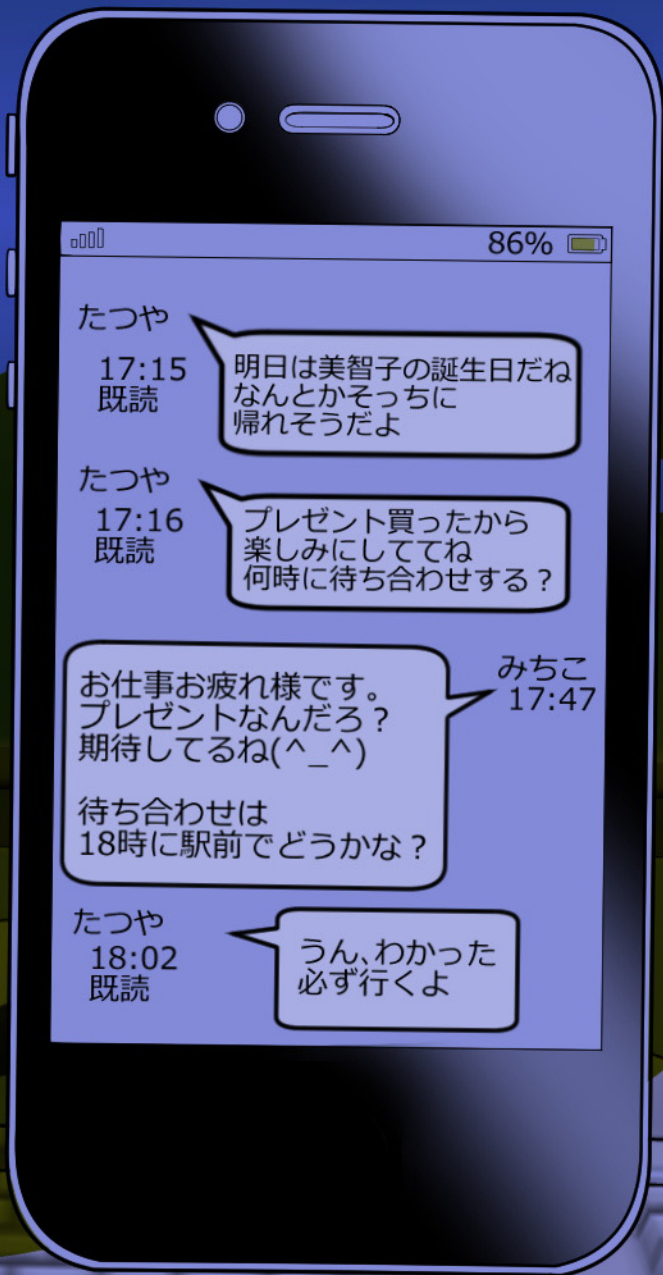 86%
たつや
17:15
既読
明日は美智子の誕生日だね
なんとかそっちに
帰れそうだよ
たつや
17:16
既読
プレゼント買ったから
楽しみにしててね
何時に待ち合わせする？
みちこ
17:47
お仕事お疲れ様です。
プレゼントなんだろ？
期待してるね(^_^)
待ち合わせは
18時に駅前でどうかな？
たつや
18:02
既読
うん、わかった
必ず行くよ